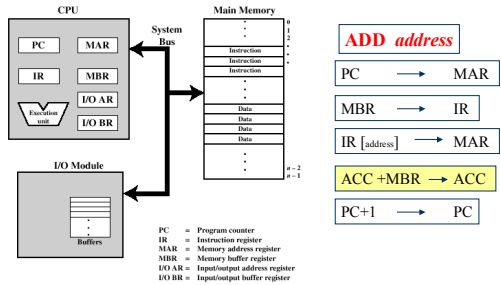 CPU
PC
MAR
IR
MBR
Execution
unit
I/O AR
I/O BR
System
Bus
Main Memory
0
1
2
Instruction
Instruction
Instruction
Data
Data
Data
Data
n – 2
n – 1
I/O Module
Buffers
PC = Program counter
IR = Instruction register
MAR = Memory address register
MBR = Memory buffer register
I/O AR = Input/output address register
I/O BR = Input/output buffer register
ADD address
PC → MAR
MBR → IR
IR [address] → MAR
ACC +MBR → ACC
PC+1 → PC